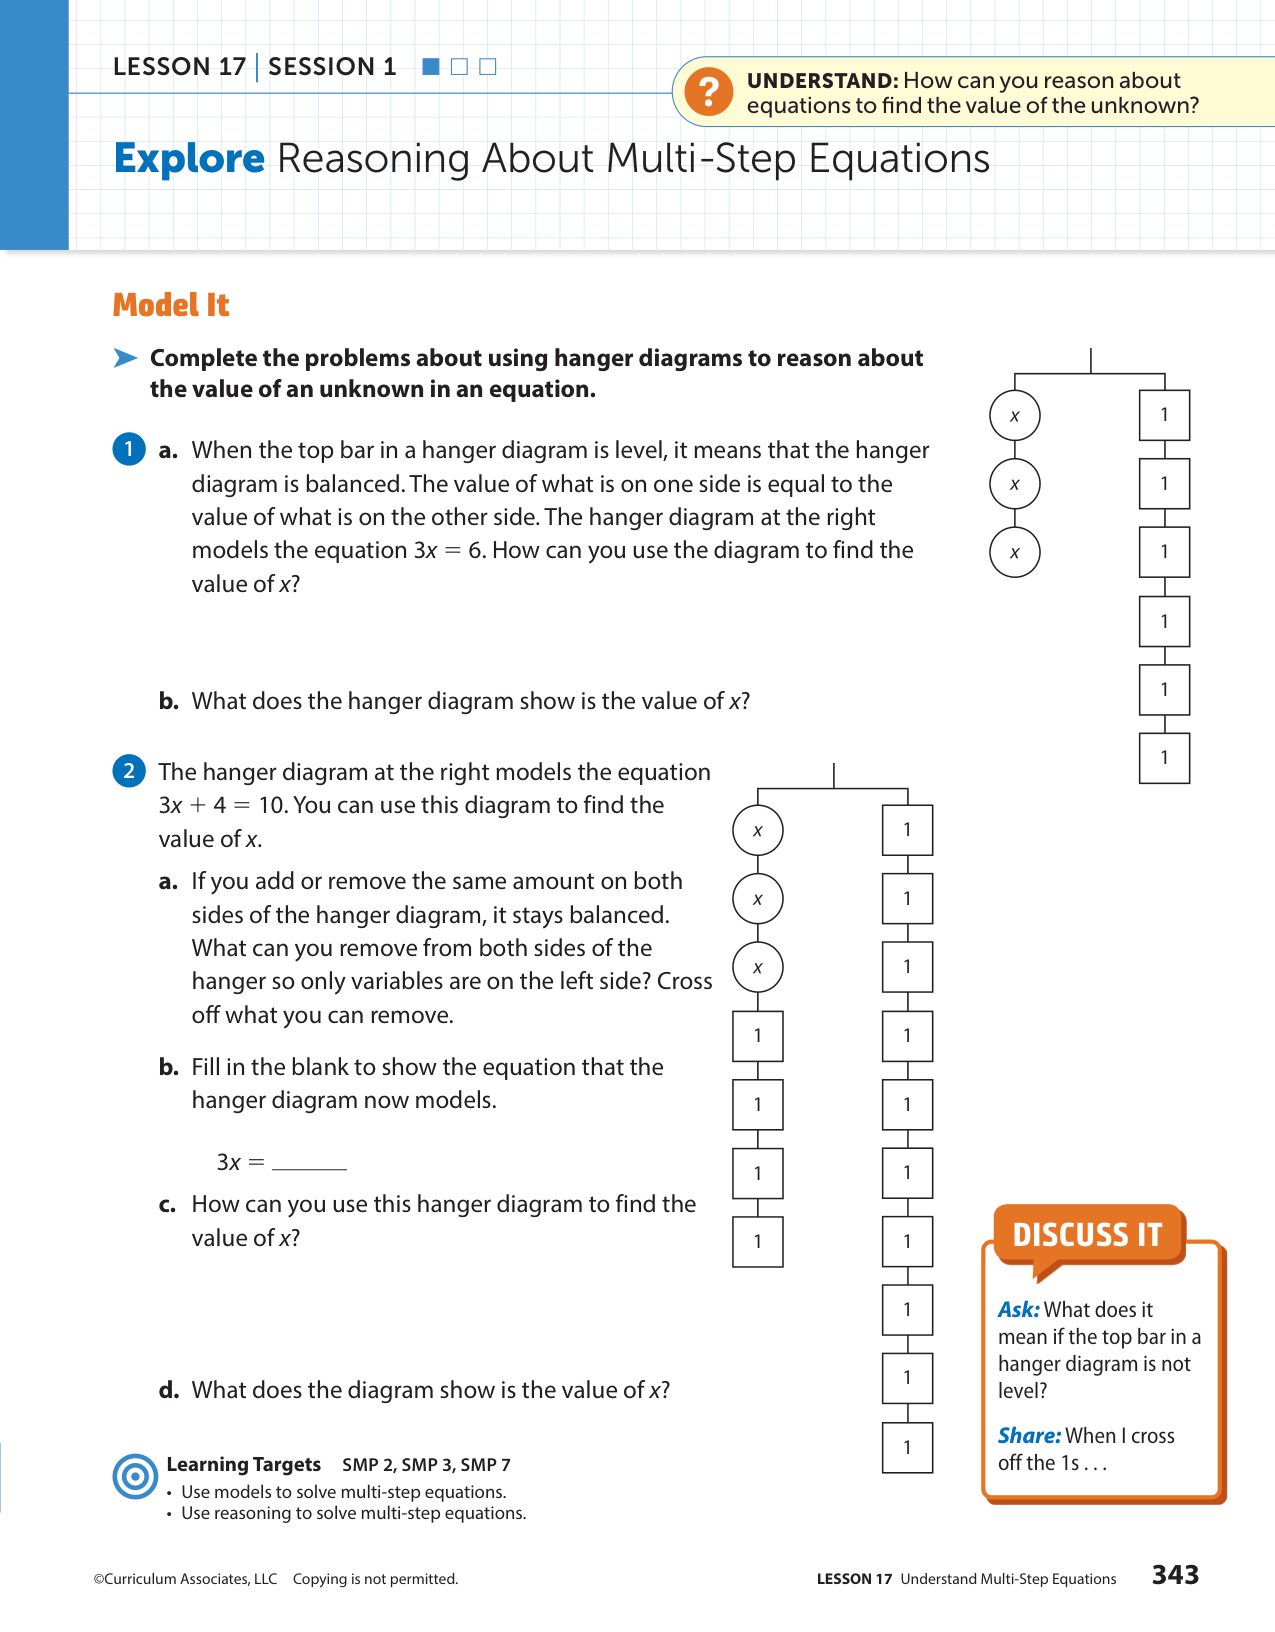 LESSON 17 | SESSION 1
? UNDERSTAND: How can you reason about
equations to find the value of the unknown?
Explore Reasoning About Multi-Step Equations
Model It
Complete the problems about using hanger diagrams to reason about
the value of an unknown in an equation.
1 a. When the top bar in a hanger diagram is level, it means that the hanger
diagram is balanced. The value of what is on one side is equal to the
value of what is on the other side. The hanger diagram at the right
models the equation 3x = 6. How can you use the diagram to find the
value of x?
x 1
x 1
x 1
1
1
1
b. What does the hanger diagram show is the value of x?
2 The hanger diagram at the right models the equation
3x + 4 = 10. You can use this diagram to find the
value of x.
a. If you add or remove the same amount on both
sides of the hanger diagram, it stays balanced.
What can you remove from both sides of the
hanger so only variables are on the left side? Cross
off what you can remove.
b. Fill in the blank to show the equation that the
hanger diagram now models.
3x = ______
c. How can you use this hanger diagram to find the
value of x?
d. What does the diagram show is the value of x?
x 1
x 1
x 1
1 1
1 1
1 1
1 1
1
1
1
DISCUSS IT
Ask: What does it
mean if the top bar in a
hanger diagram is not
level?
Share: When I cross
off the 1s . . .
Learning Targets SMP 2, SMP 3, SMP 7
• Use models to solve multi-step equations.
• Use reasoning to solve multi-step equations.
©Curriculum Associates, LLC Copying is not permitted.
LESSON 17 Understand Multi-Step Equations 343